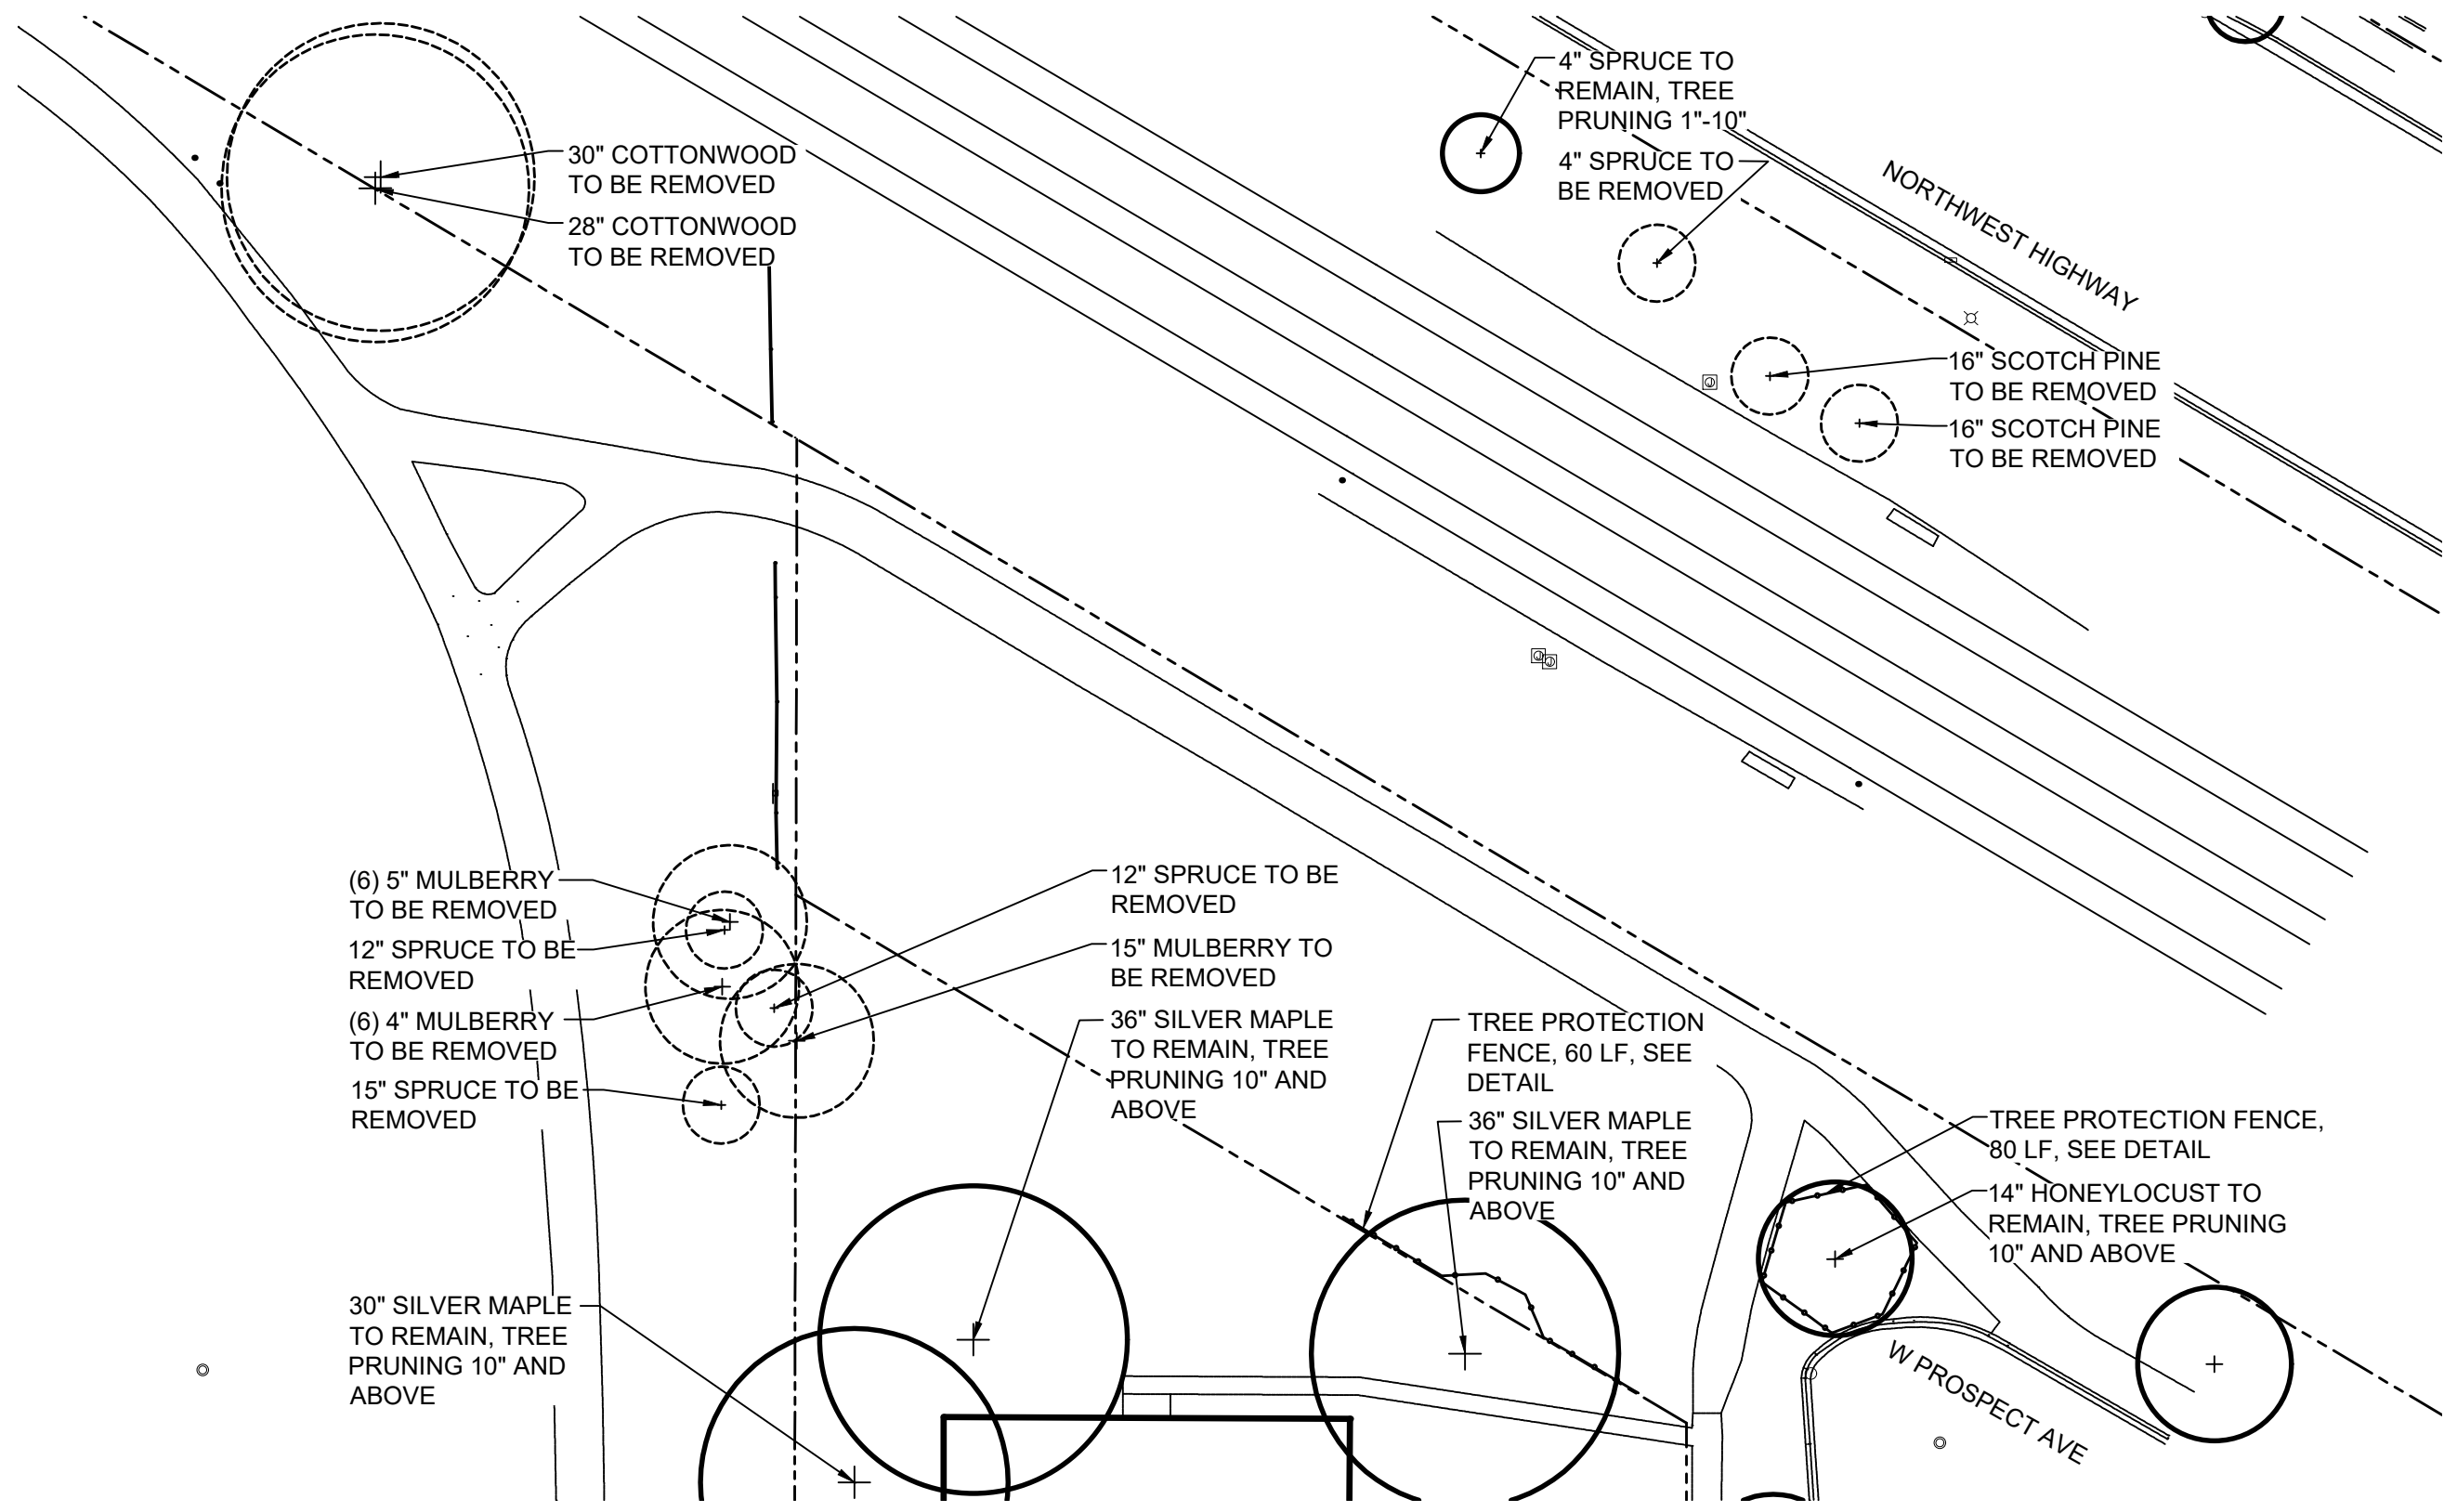 4" SPRUCE TO
REMAIN, TREE
PRUNING 1"-10"
4" SPRUCE TO
BE REMOVED
30" COTTONWOOD
TO BE REMOVED
28" COTTONWOOD
TO BE REMOVED
NORTHWEST HIGHWAY
16" SCOTCH PINE
TO BE REMOVED
16" SCOTCH PINE
TO BE REMOVED
(6) 5" MULBERRY
TO BE REMOVED
12" SPRUCE TO BE
REMOVED
(6) 4" MULBERRY
TO BE REMOVED
15" SPRUCE TO BE
REMOVED
12" SPRUCE TO BE
REMOVED
15" MULBERRY TO
BE REMOVED
36" SILVER MAPLE
TO REMAIN, TREE
PRUNING 10" AND
ABOVE
TREE PROTECTION
FENCE, 60 LF, SEE
DETAIL
36" SILVER MAPLE
TO REMAIN, TREE
PRUNING 10" AND
ABOVE
TREE PROTECTION FENCE,
80 LF, SEE DETAIL
14" HONEYLOCUST TO
REMAIN, TREE PRUNING
10" AND ABOVE
30" SILVER MAPLE
TO REMAIN, TREE
PRUNING 10" AND
ABOVE
W PROSPECT AVE